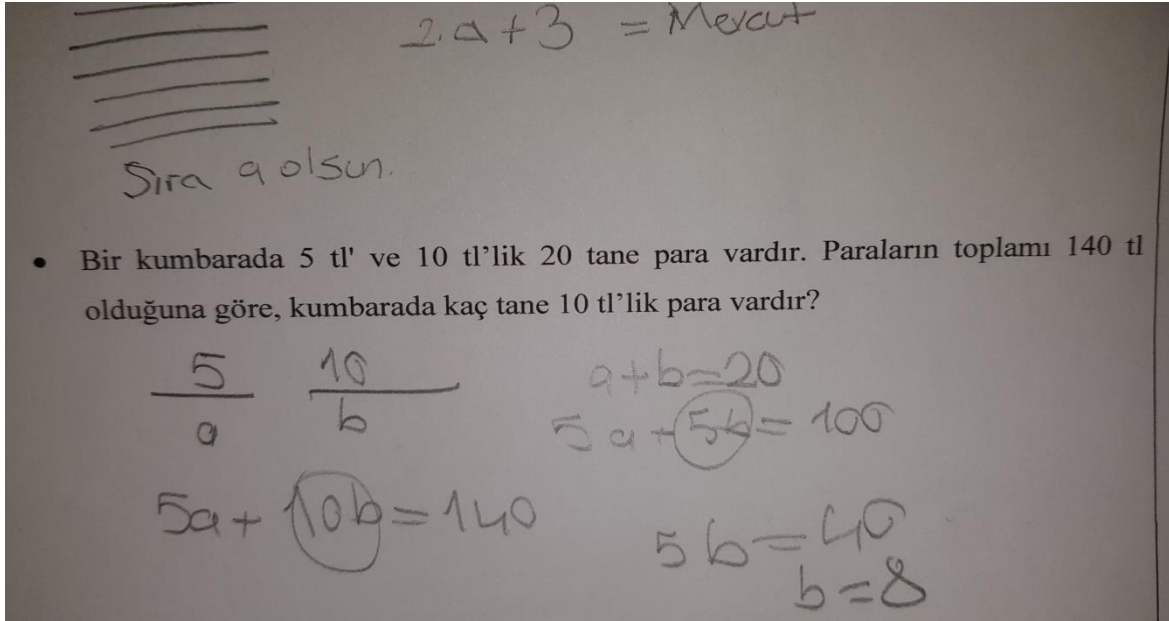 2.a+3 = Mevcut
Sıra a olsun.
• Bir kumbarada 5 tl' ve 10 tl'lik 20 tane para vardır. Paraların toplamı 140 tl
olduğuna göre, kumbarada kaç tane 10 tl'lik para vardır?
5 10
a b
a+b=20
5a+5b=100
5a+10b=140
5b=40
b=8